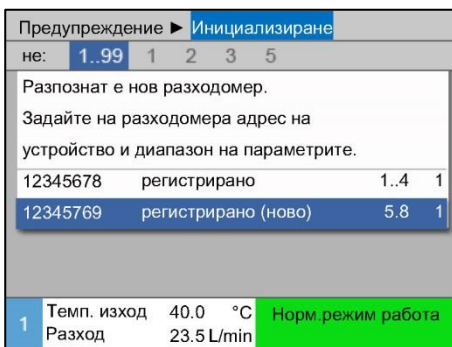 Предупреждение ► Инициализиране
не: 1..99 1 2 3 5
Разпознат е нов разходомер.
Задайте на разходомера адрес на
устройство и диапазон на параметрите.
12345678 регистрирано 1..4 1
12345769 регистрирано (ново) 5.8 1
1 Темп. изход 40.0 °C Норм.режим работа
Разход 23.5 L/min